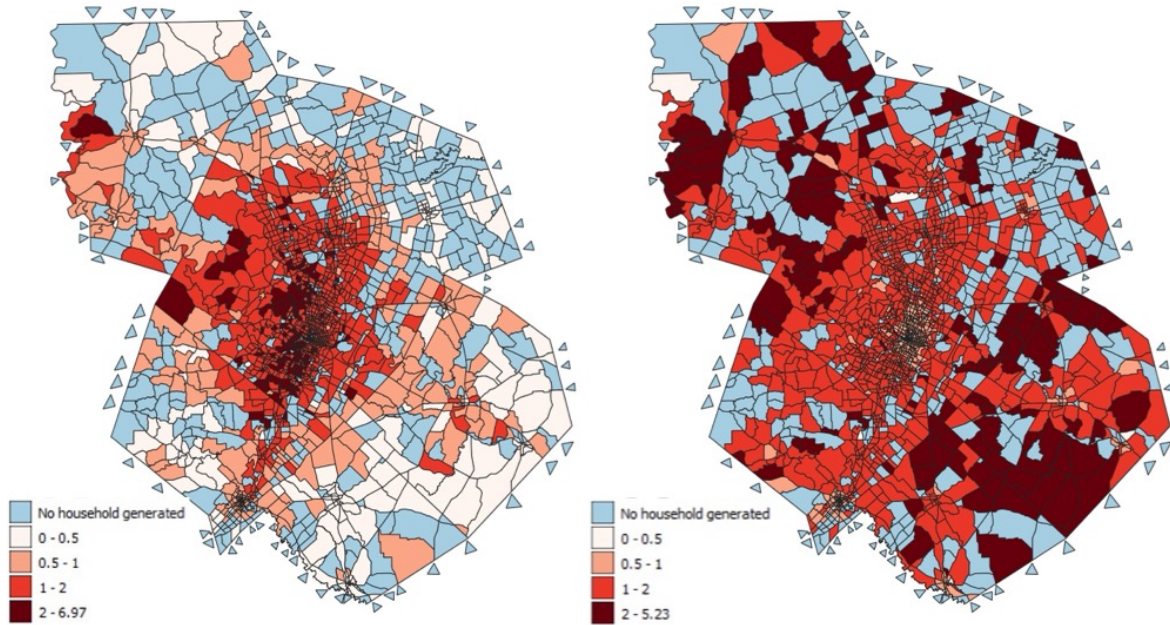 No household generated
0 - 0.5
0.5 - 1
1 - 2
2 - 6.97
No household generated
0 - 0.5
0.5 - 1
1 - 2
2 - 5.23